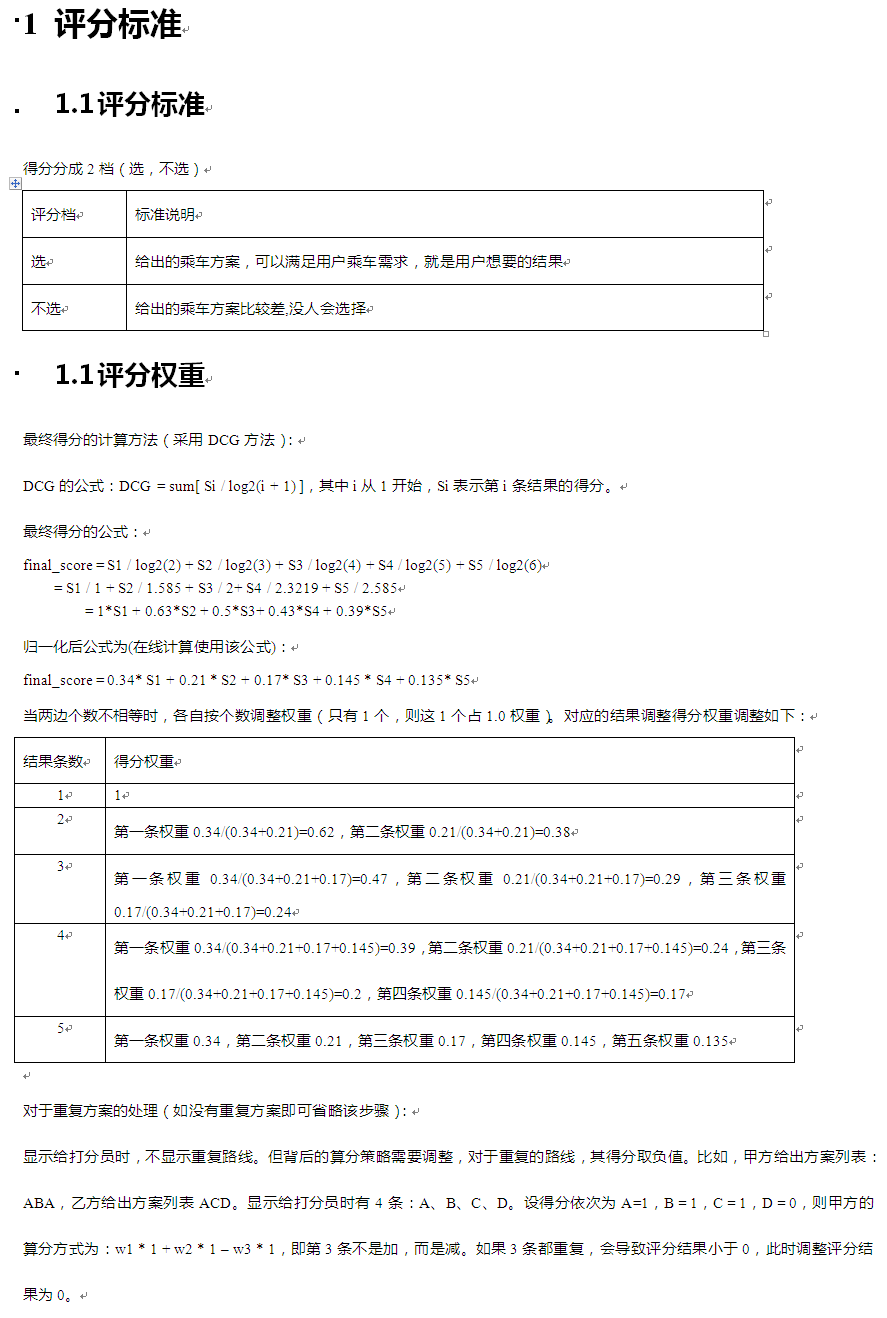 1 评分标准
1.1评分标准
得分分成 2 档（选，不选）
评分档 标准说明
选 给出的乘车方案，可以满足用户乘车需求，就是用户想要的结果
不选 给出的乘车方案比较差,没人会选择
1.1评分权重
最终得分的计算方法（采用 DCG 方法）：
DCG 的公式：DCG = sum[ Si / log2(i + 1) ]，其中 i 从 1 开始，Si 表示第 i 条结果的得分。
最终得分的公式：
final_score = S1 / log2(2) + S2 / log2(3) + S3 / log2(4) + S4 / log2(5) + S5 / log2(6)
= S1 / 1 + S2 / 1.585 + S3 / 2+ S4 / 2.3219 + S5 / 2.585
= 1*S1 + 0.63*S2 + 0.5*S3+ 0.43*S4 + 0.39*S5
归一化后公式为(在线计算使用该公式)：
final_score = 0.34* S1 + 0.21 * S2 + 0.17* S3 + 0.145 * S4 + 0.135* S5
当两边个数不相等时，各自按个数调整权重（只有 1 个，则这 1 个占 1.0 权重）。对应的结果调整得分权重调整如下：
结果条数 得分权重
1 1
2 第一条权重 0.34/(0.34+0.21)=0.62，第二条权重 0.21/(0.34+0.21)=0.38
3 第一条权重 0.34/(0.34+0.21+0.17)=0.47，第二条权重 0.21/(0.34+0.21+0.17)=0.29，第三条权重
0.17/(0.34+0.21+0.17)=0.24
4 第一条权重 0.34/(0.34+0.21+0.17+0.145)=0.39，第二条权重 0.21/(0.34+0.21+0.17+0.145)=0.24，第三条
权重 0.17/(0.34+0.21+0.17+0.145)=0.2，第四条权重 0.145/(0.34+0.21+0.17+0.145)=0.17
5 第一条权重 0.34，第二条权重 0.21，第三条权重 0.17，第四条权重 0.145，第五条权重 0.135
对于重复方案的处理（如没有重复方案即可省略该步骤）：
显示给打分员时，不显示重复路线。但背后的算分策略需要调整，对于重复的路线，其得分取负值。比如，甲方给出方案列表：
ABA，乙方给出方案列表 ACD。显示给打分员时有 4 条：A、B、C、D。设得分依次为 A=1，B = 1，C = 1，D = 0，则甲方的
算分方式为：w1 * 1 + w2 * 1 – w3 * 1，即第 3 条不是加，而是减。如果 3 条都重复，会导致评分结果小于 0，此时调整评分结
果为 0。